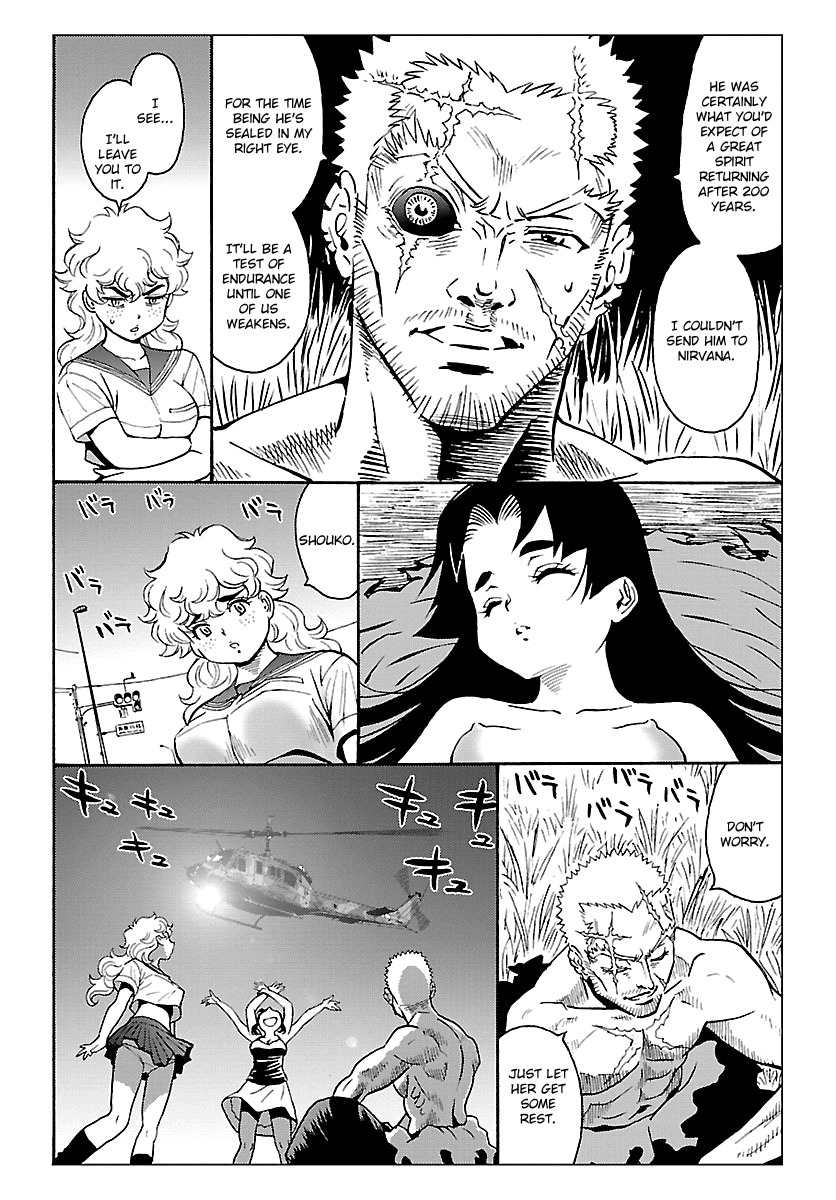 HE WAS
CERTAINLY
WHAT YOU'D
EXPECT OF
A GREAT
SPIRIT
RETURNING
AFTER 200
YEARS.
I COULDN'T
SEND HIM TO
NIRVANA.
FOR THE TIME
BEING HE'S
SEALED IN MY
RIGHT EYE.
IT'LL BE A
TEST OF
ENDURANCE
UNTIL ONE
OF US
WEAKENS.
I
SEE...
I'LL
LEAVE
YOU TO
IT.
SHOUKO.
バラ
バラ
バラ
バラ
DON'T
WORRY.
バラ
バラ
バラ
JUST LET
HER GET
SOME
REST.
キュ
キュ
キュ
キュ
キュ